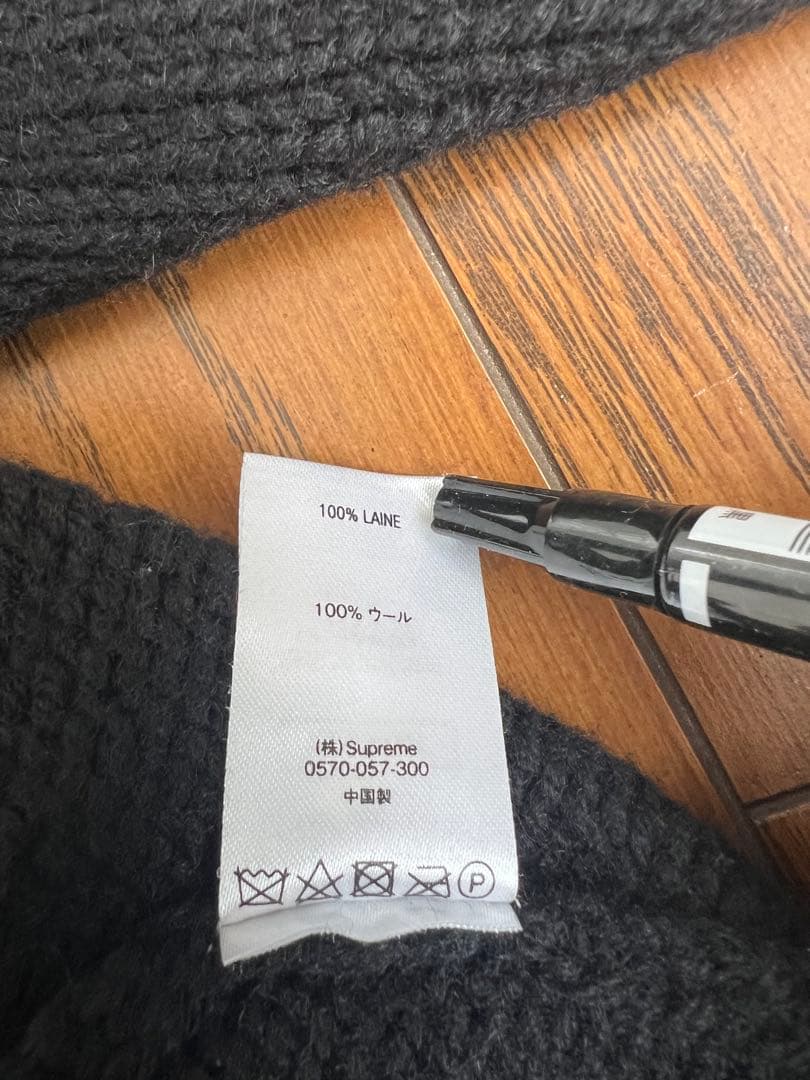 100% LAINE
100% ウール
(株)Supreme
0570-057-300
中国製
P